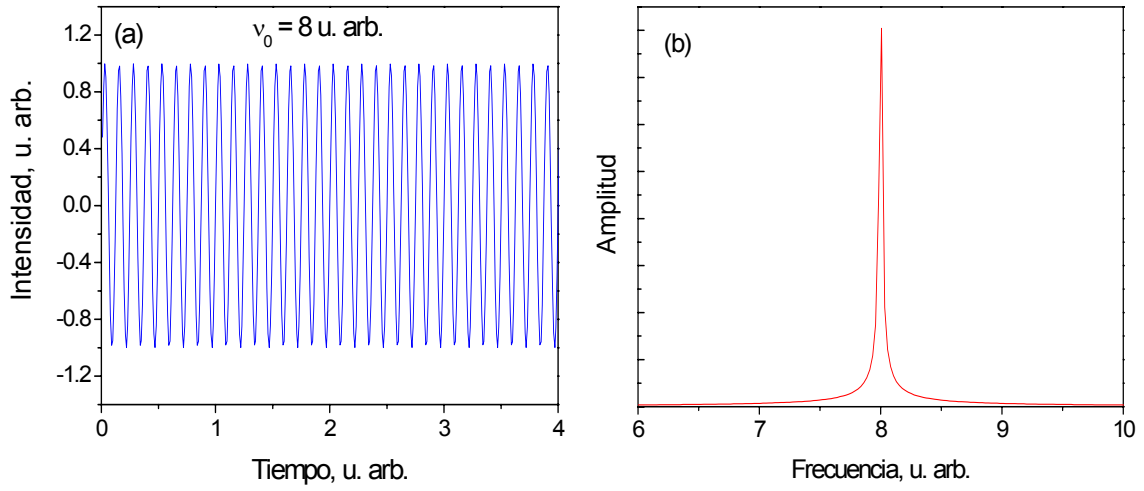 (a)
ν₀ = 8 u. arb.
Intensidad, u. arb.
1.2
0.8
0.4
0.0
-0.4
-0.8
-1.2
0 1 2 3 4
Tiempo, u. arb.
(b)
Amplitud
6 7 8 9 10
Frecuencia, u. arb.